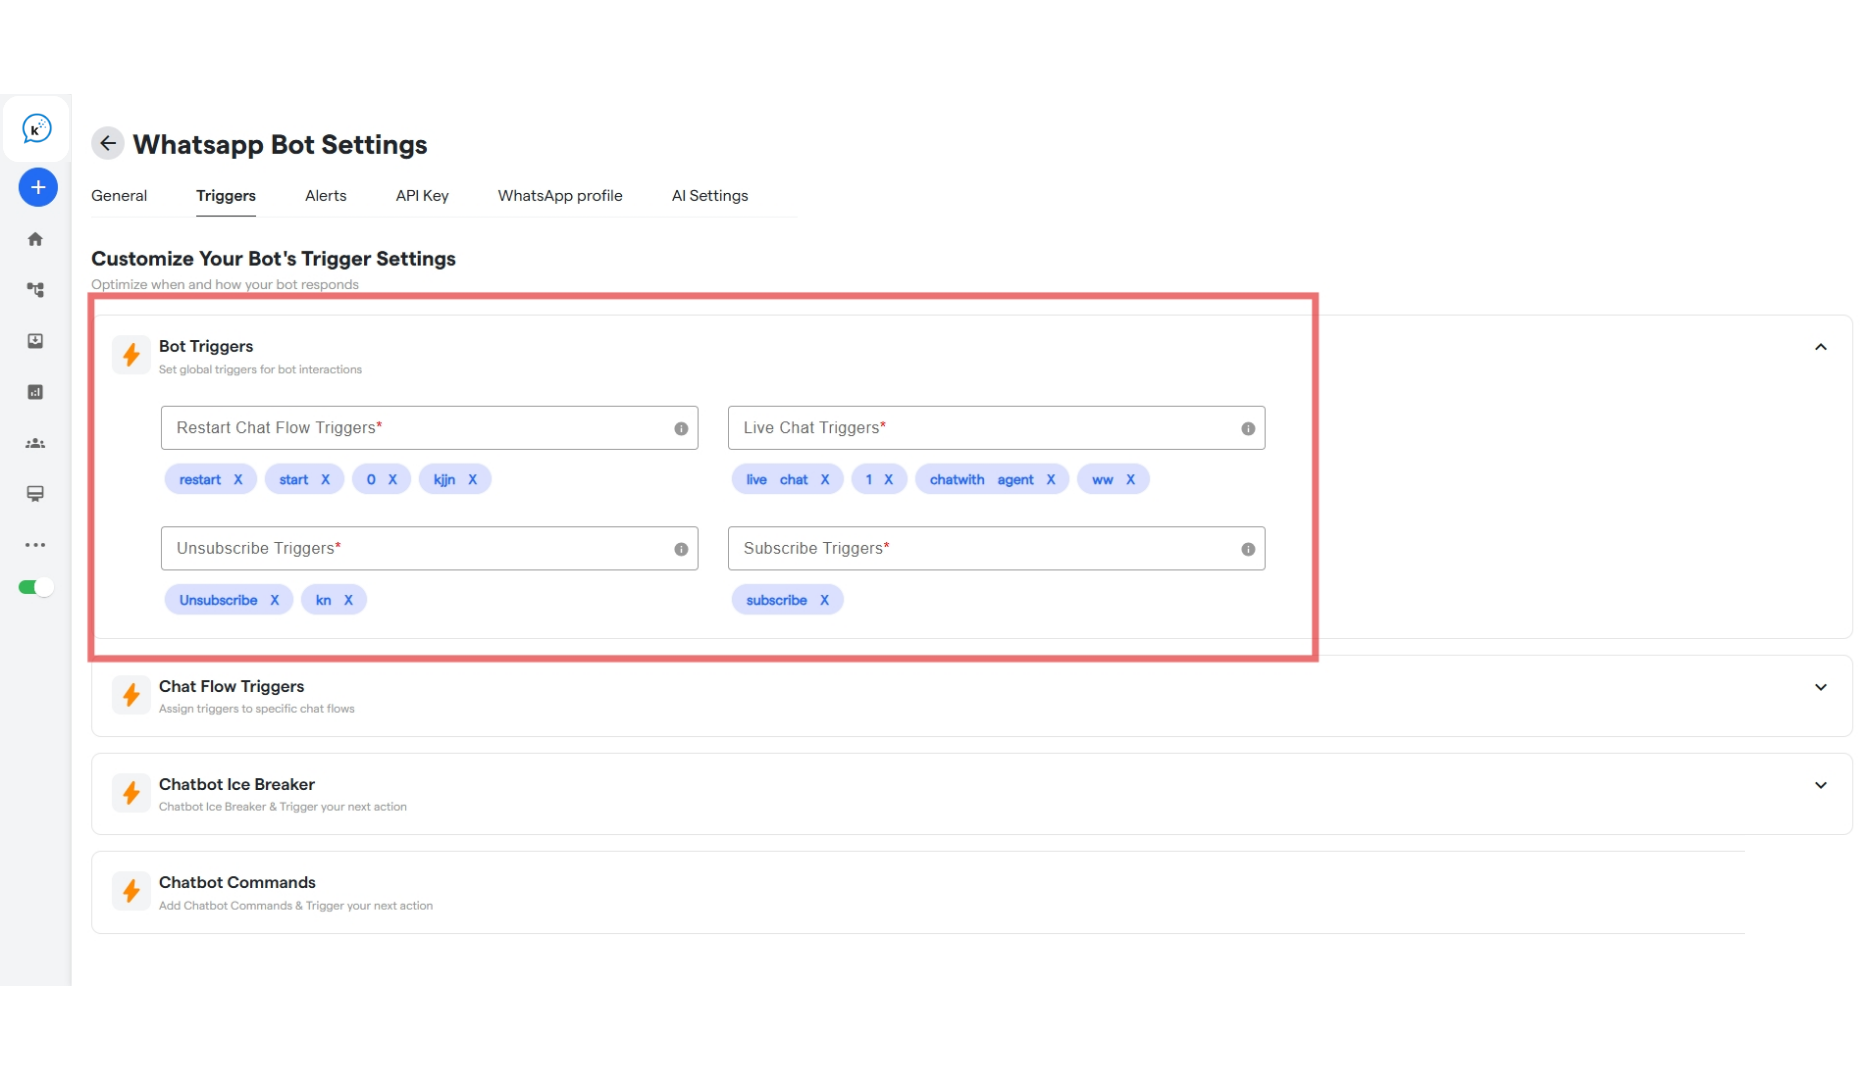 k
Whatsapp Bot Settings
General Triggers Alerts API Key WhatsApp profile AI Settings
Customize Your Bot's Trigger Settings
Optimize when and how your bot responds
Bot Triggers
Set global triggers for bot interactions
Restart Chat Flow Triggers* Live Chat Triggers*
restart X start X 0 X kjjn X live chat X 1 X chatwith agent X ww X
Unsubscribe Triggers* Subscribe Triggers*
Unsubscribe X kn X subscribe X
Chat Flow Triggers
Assign triggers to specific chat flows
Chatbot Ice Breaker
Chatbot Ice Breaker & Trigger your next action
Chatbot Commands
Add Chatbot Commands & Trigger your next action